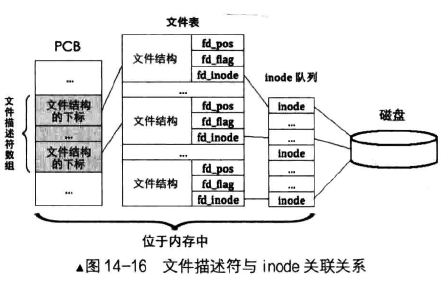 PCB
...
文件结构
的下标
...
文件结构
的下标
...
文件描述符数组
文件表
文件结构
fd_pos
fd_flag
fd_inode
...
文件结构
fd_pos
fd_flag
fd_inode
...
文件结构
fd_pos
fd_flag
fd_inode
inode 队列
inode
...
inode
...
...
inode
磁盘
位于内存中
▲图 14-16 文件描述符与 inode 关联关系